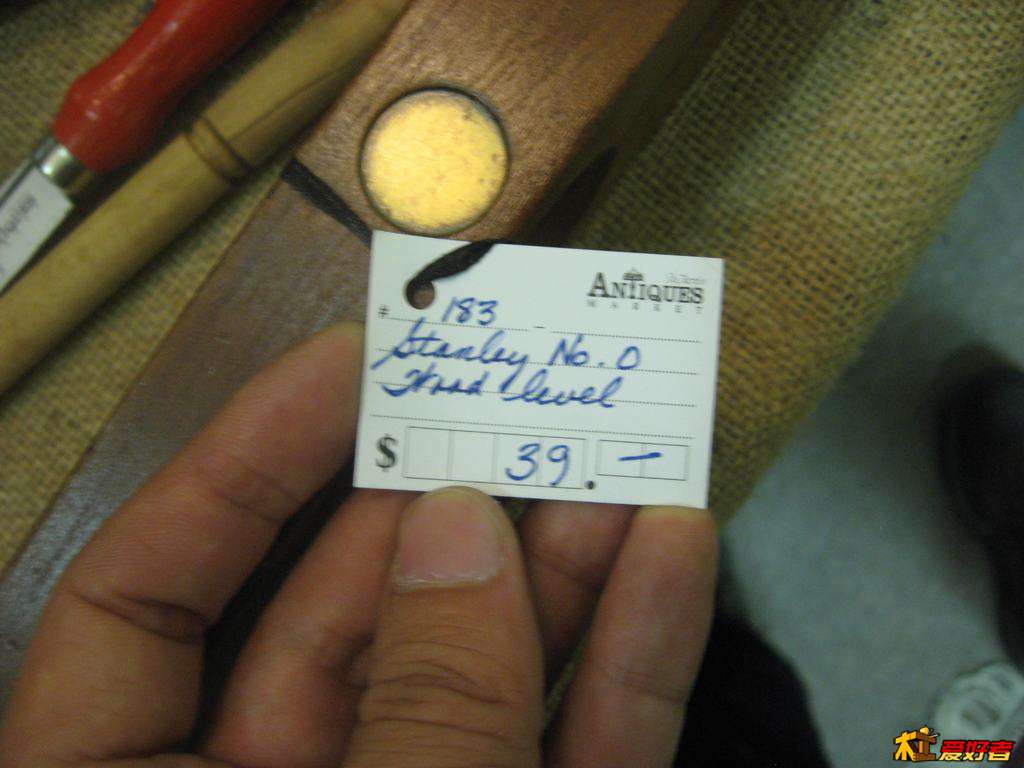 ANTIQUES
MARKET
# 183 -
Stanley No. 0
Wood level
$ 39. —
木工爱好者